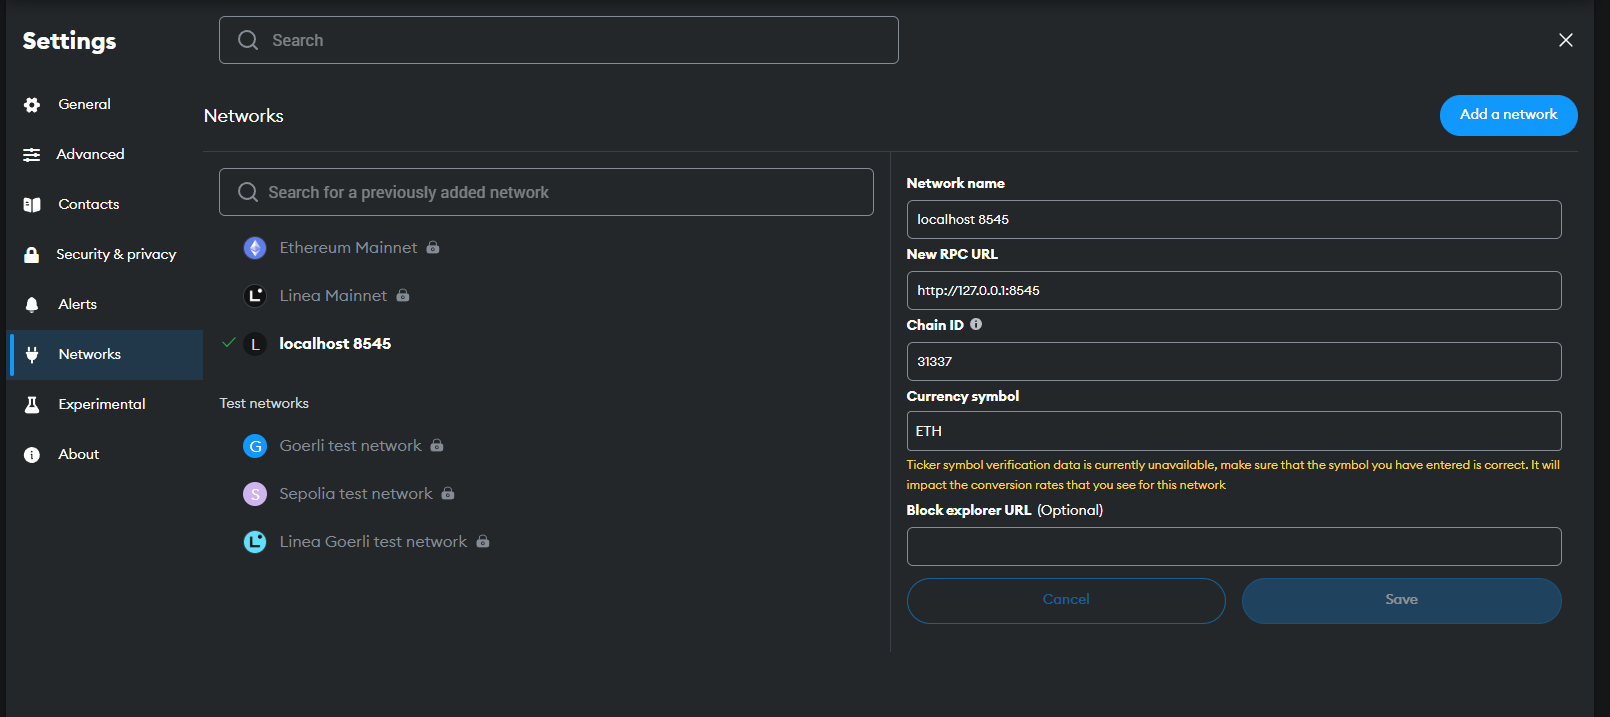 Settings
Search
General
Advanced
Contacts
Security & privacy
Alerts
Networks
Experimental
About
Networks
Add a network
Search for a previously added network
Ethereum Mainnet
Linea Mainnet
L localhost 8545
Test networks
G Goerli test network
S Sepolia test network
Linea Goerli test network
Network name
localhost 8545
New RPC URL
http://127.0.0.1:8545
Chain ID
31337
Currency symbol
ETH
Ticker symbol verification data is currently unavailable, make sure that the symbol you have entered is correct. It will
impact the conversion rates that you see for this network
Block explorer URL (Optional)
Cancel
Save